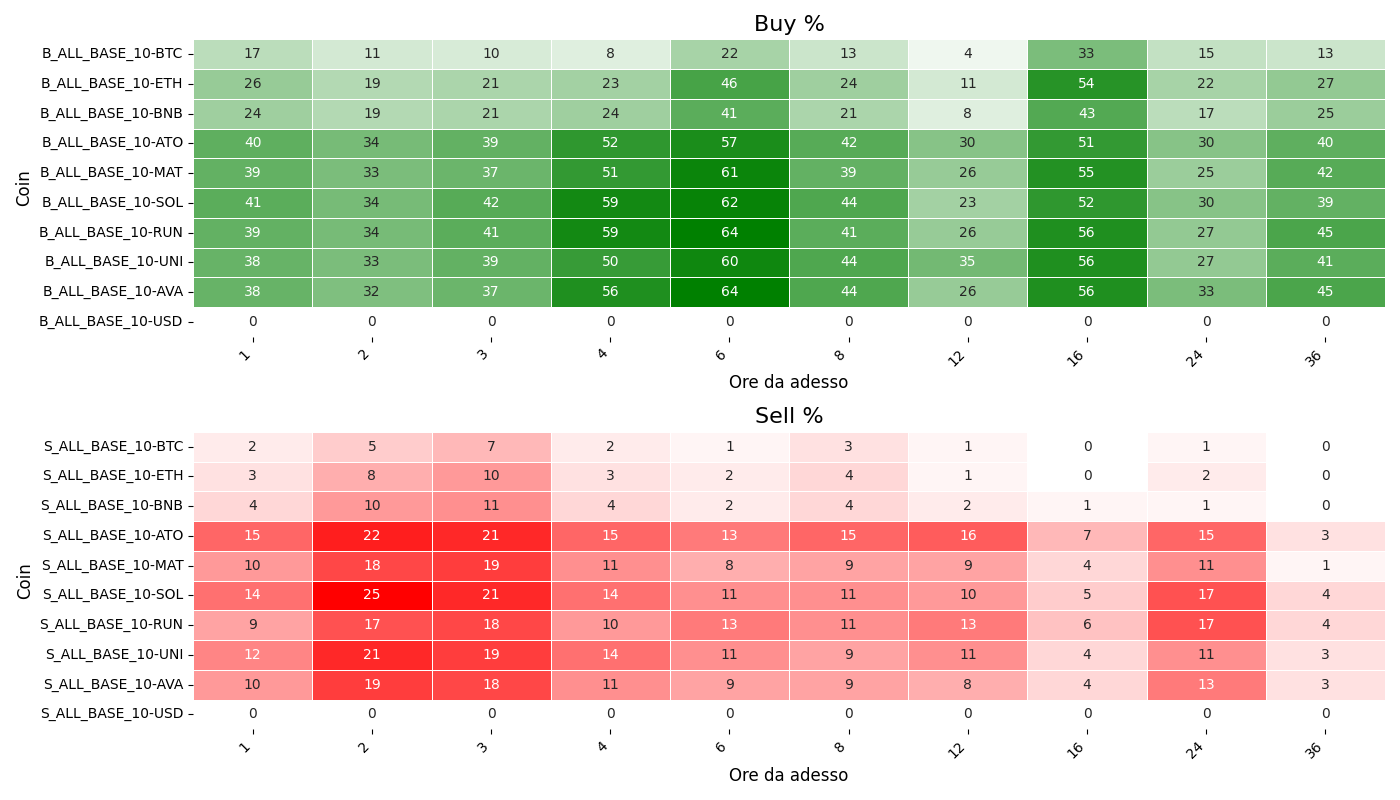 Buy %
Coin
B_ALL_BASE_10-BTC 17 11 10 8 22 13 4 33 15 13
B_ALL_BASE_10-ETH 26 19 21 23 46 24 11 54 22 27
B_ALL_BASE_10-BNB 24 19 21 24 41 21 8 43 17 25
B_ALL_BASE_10-ATO 40 34 39 52 57 42 30 51 30 40
B_ALL_BASE_10-MAT 39 33 37 51 61 39 26 55 25 42
B_ALL_BASE_10-SOL 41 34 42 59 62 44 23 52 30 39
B_ALL_BASE_10-RUN 39 34 41 59 64 41 26 56 27 45
B_ALL_BASE_10-UNI 38 33 39 50 60 44 35 56 27 41
B_ALL_BASE_10-AVA 38 32 37 56 64 44 26 56 33 45
B_ALL_BASE_10-USD 0 0 0 0 0 0 0 0 0 0
1 2 3 4 6 8 12 16 24 36
Ore da adesso
Sell %
Coin
S_ALL_BASE_10-BTC 2 5 7 2 1 3 1 0 1 0
S_ALL_BASE_10-ETH 3 8 10 3 2 4 1 0 2 0
S_ALL_BASE_10-BNB 4 10 11 4 2 4 2 1 1 0
S_ALL_BASE_10-ATO 15 22 21 15 13 15 16 7 15 3
S_ALL_BASE_10-MAT 10 18 19 11 8 9 9 4 11 1
S_ALL_BASE_10-SOL 14 25 21 14 11 11 10 5 17 4
S_ALL_BASE_10-RUN 9 17 18 10 13 11 13 6 17 4
S_ALL_BASE_10-UNI 12 21 19 14 11 9 11 4 11 3
S_ALL_BASE_10-AVA 10 19 18 11 9 9 8 4 13 3
S_ALL_BASE_10-USD 0 0 0 0 0 0 0 0 0 0
1 2 3 4 6 8 12 16 24 36
Ore da adesso